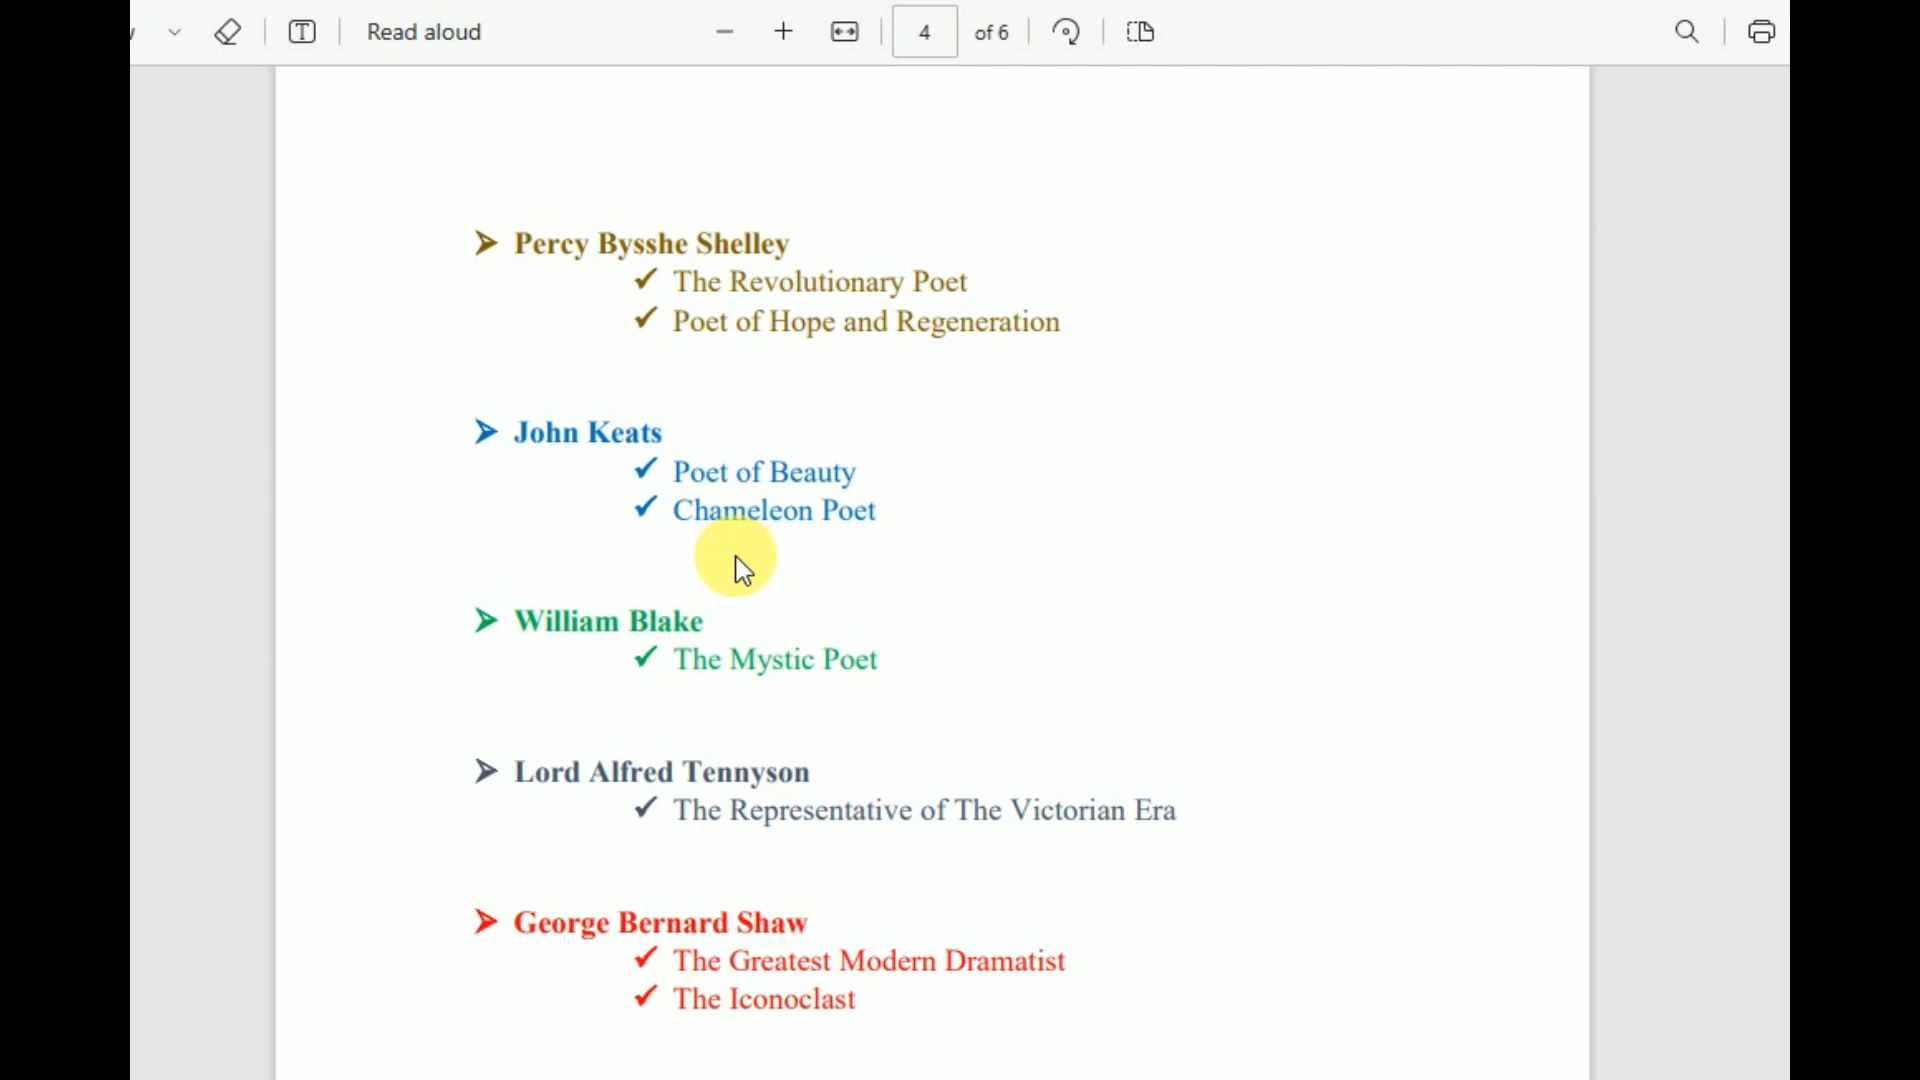 Read aloud
4 of 6
Percy Bysshe Shelley
The Revolutionary Poet
Poet of Hope and Regeneration
John Keats
Poet of Beauty
Chameleon Poet
William Blake
The Mystic Poet
Lord Alfred Tennyson
The Representative of The Victorian Era
George Bernard Shaw
The Greatest Modern Dramatist
The Iconoclast